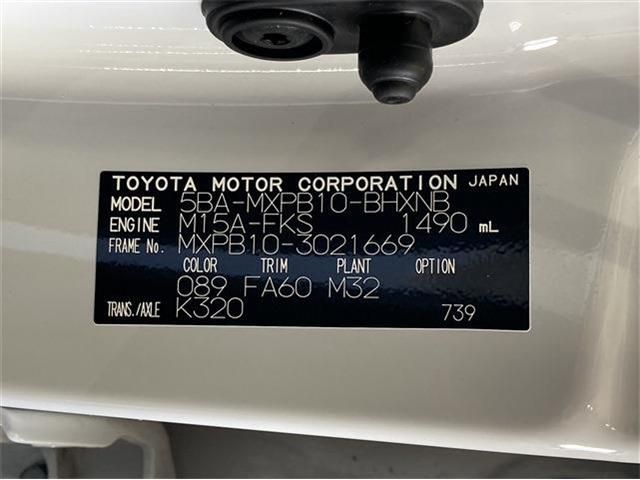 TOYOTA MOTOR CORPORATION JAPAN
MODEL 5BA-MXPB10-BHXNB
ENGINE M15A-FKS 1490 mL
FRAME No. MXPB10-3021669
COLOR TRIM PLANT OPTION
089 FA60 M32
TRANS./AXLE K320 739